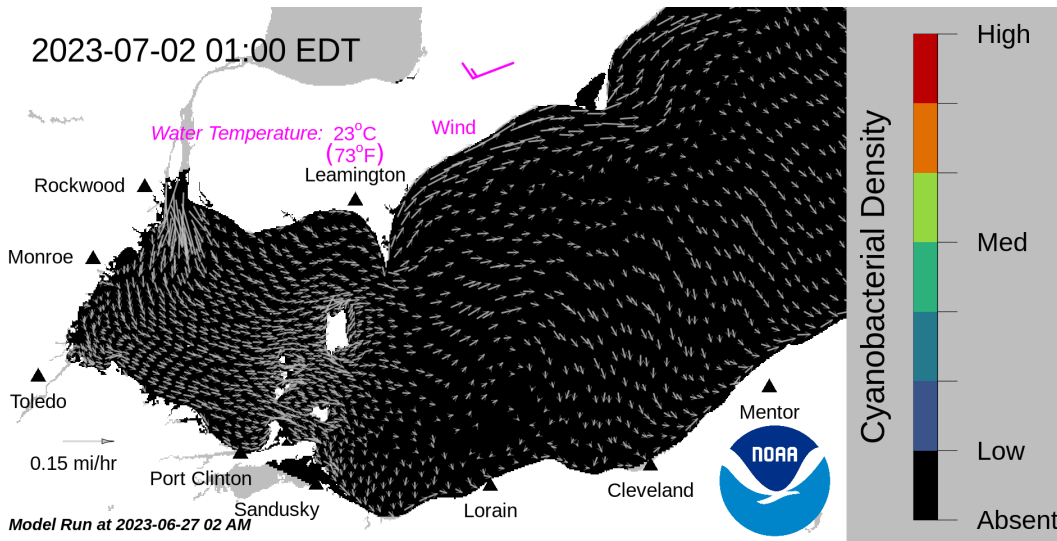 2023-07-02 01:00 EDT
Wind
Water Temperature: 23°C
(73°F)
Leamington
Rockwood
Monroe
Toledo
0.15 mi/hr
Port Clinton
Sandusky
Lorain
Cleveland
Mentor
NOAA
Model Run at 2023-06-27 02 AM
Cyanobacterial Density
High
Med
Low
Absent